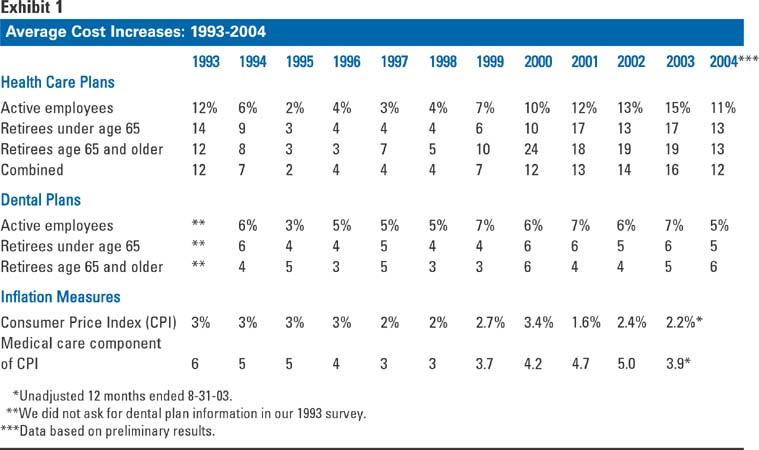 Exhibit 1
Average Cost Increases: 1993-2004
1993 1994 1995 1996 1997 1998 1999 2000 2001 2002 2003 2004***
Health Care Plans
Active employees 12% 6% 2% 4% 3% 4% 7% 10% 12% 13% 15% 11%
Retirees under age 65 14 9 3 4 4 4 6 10 17 13 17 13
Retirees age 65 and older 12 8 3 3 7 5 10 24 18 19 19 13
Combined 12 7 2 4 4 4 7 12 13 14 16 12
Dental Plans
Active employees ** 6% 3% 5% 5% 5% 7% 6% 7% 6% 7% 5%
Retirees under age 65 ** 6 4 4 5 4 4 6 6 5 6 5
Retirees age 65 and older ** 4 5 3 5 3 3 6 4 4 5 6
Inflation Measures
Consumer Price Index (CPI) 3% 3% 3% 3% 2% 2% 2.7% 3.4% 1.6% 2.4% 2.2%*
Medical care component
of CPI 6 5 5 4 3 3 3.7 4.2 4.7 5.0 3.9*
*Unadjusted 12 months ended 8-31-03.
**We did not ask for dental plan information in our 1993 survey.
***Data based on preliminary results.